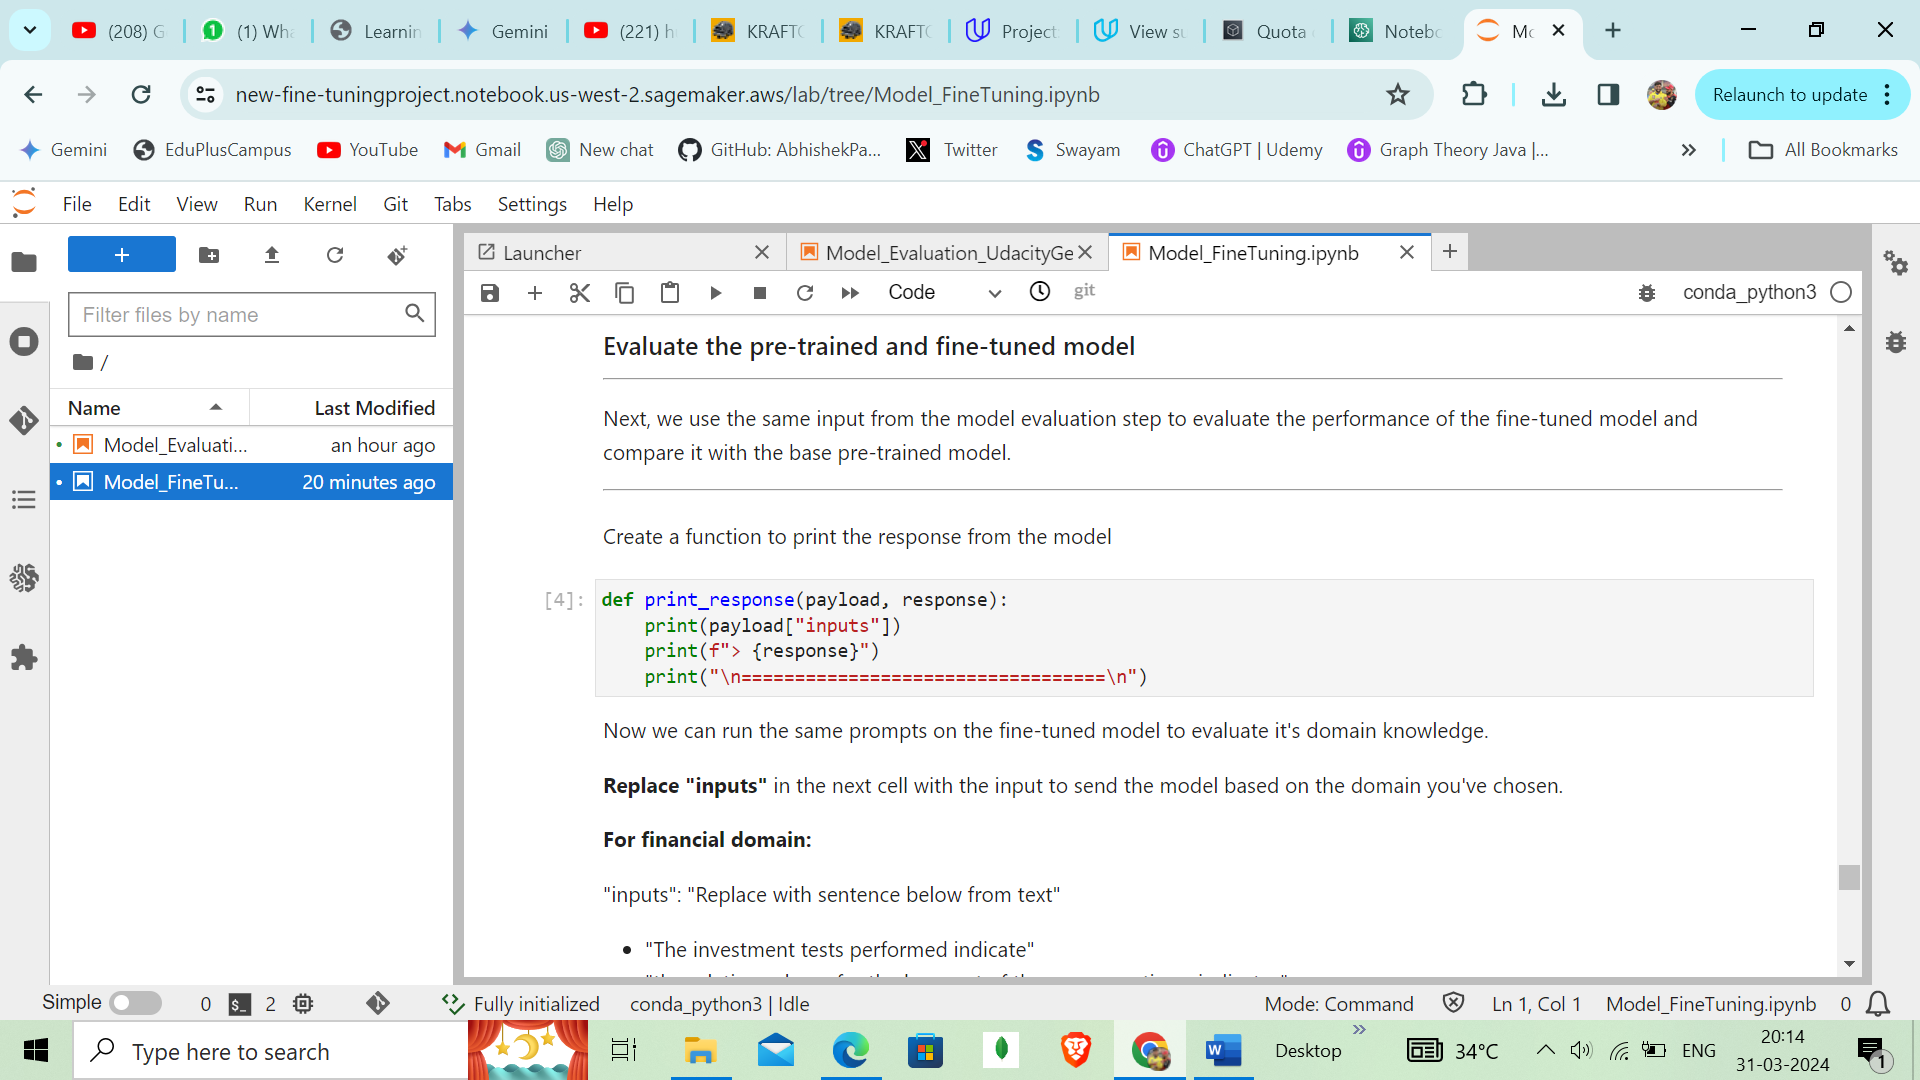 (208) G
(1) Wha
Learnin
Gemini
(221) h
KRAFTO
KRAFTO
Project
View su
Quota
Notebo
Mo
new-fine-tuningproject.notebook.us-west-2.sagemaker.aws/lab/tree/Model_FineTuning.ipynb
Relaunch to update
Gemini
EduPlusCampus
YouTube
Gmail
New chat
GitHub: AbhishekPa...
Twitter
Swayam
ChatGPT | Udemy
Graph Theory Java |...
All Bookmarks
File Edit View Run Kernel Git Tabs Settings Help
Launcher
Model_Evaluation_UdacityGe
Model_FineTuning.ipynb
Code
git
conda_python3
Filter files by name
/
Name Last Modified
Model_Evaluati... an hour ago
Model_FineTu... 20 minutes ago
Evaluate the pre-trained and fine-tuned model
Next, we use the same input from the model evaluation step to evaluate the performance of the fine-tuned model and
compare it with the base pre-trained model.
Create a function to print the response from the model
[4]: def print_response(payload, response):
print(payload["inputs"])
print(f"> {response}")
print("\n==================================\n")
Now we can run the same prompts on the fine-tuned model to evaluate it's domain knowledge.
Replace "inputs" in the next cell with the input to send the model based on the domain you've chosen.
For financial domain:
"inputs": "Replace with sentence below from text"
• "The investment tests performed indicate"
Simple 0 $_ 2 Fully initialized conda_python3 | Idle Mode: Command Ln 1, Col 1 Model_FineTuning.ipynb 0
Type here to search
Desktop
34°C
ENG
20:14
31-03-2024
1